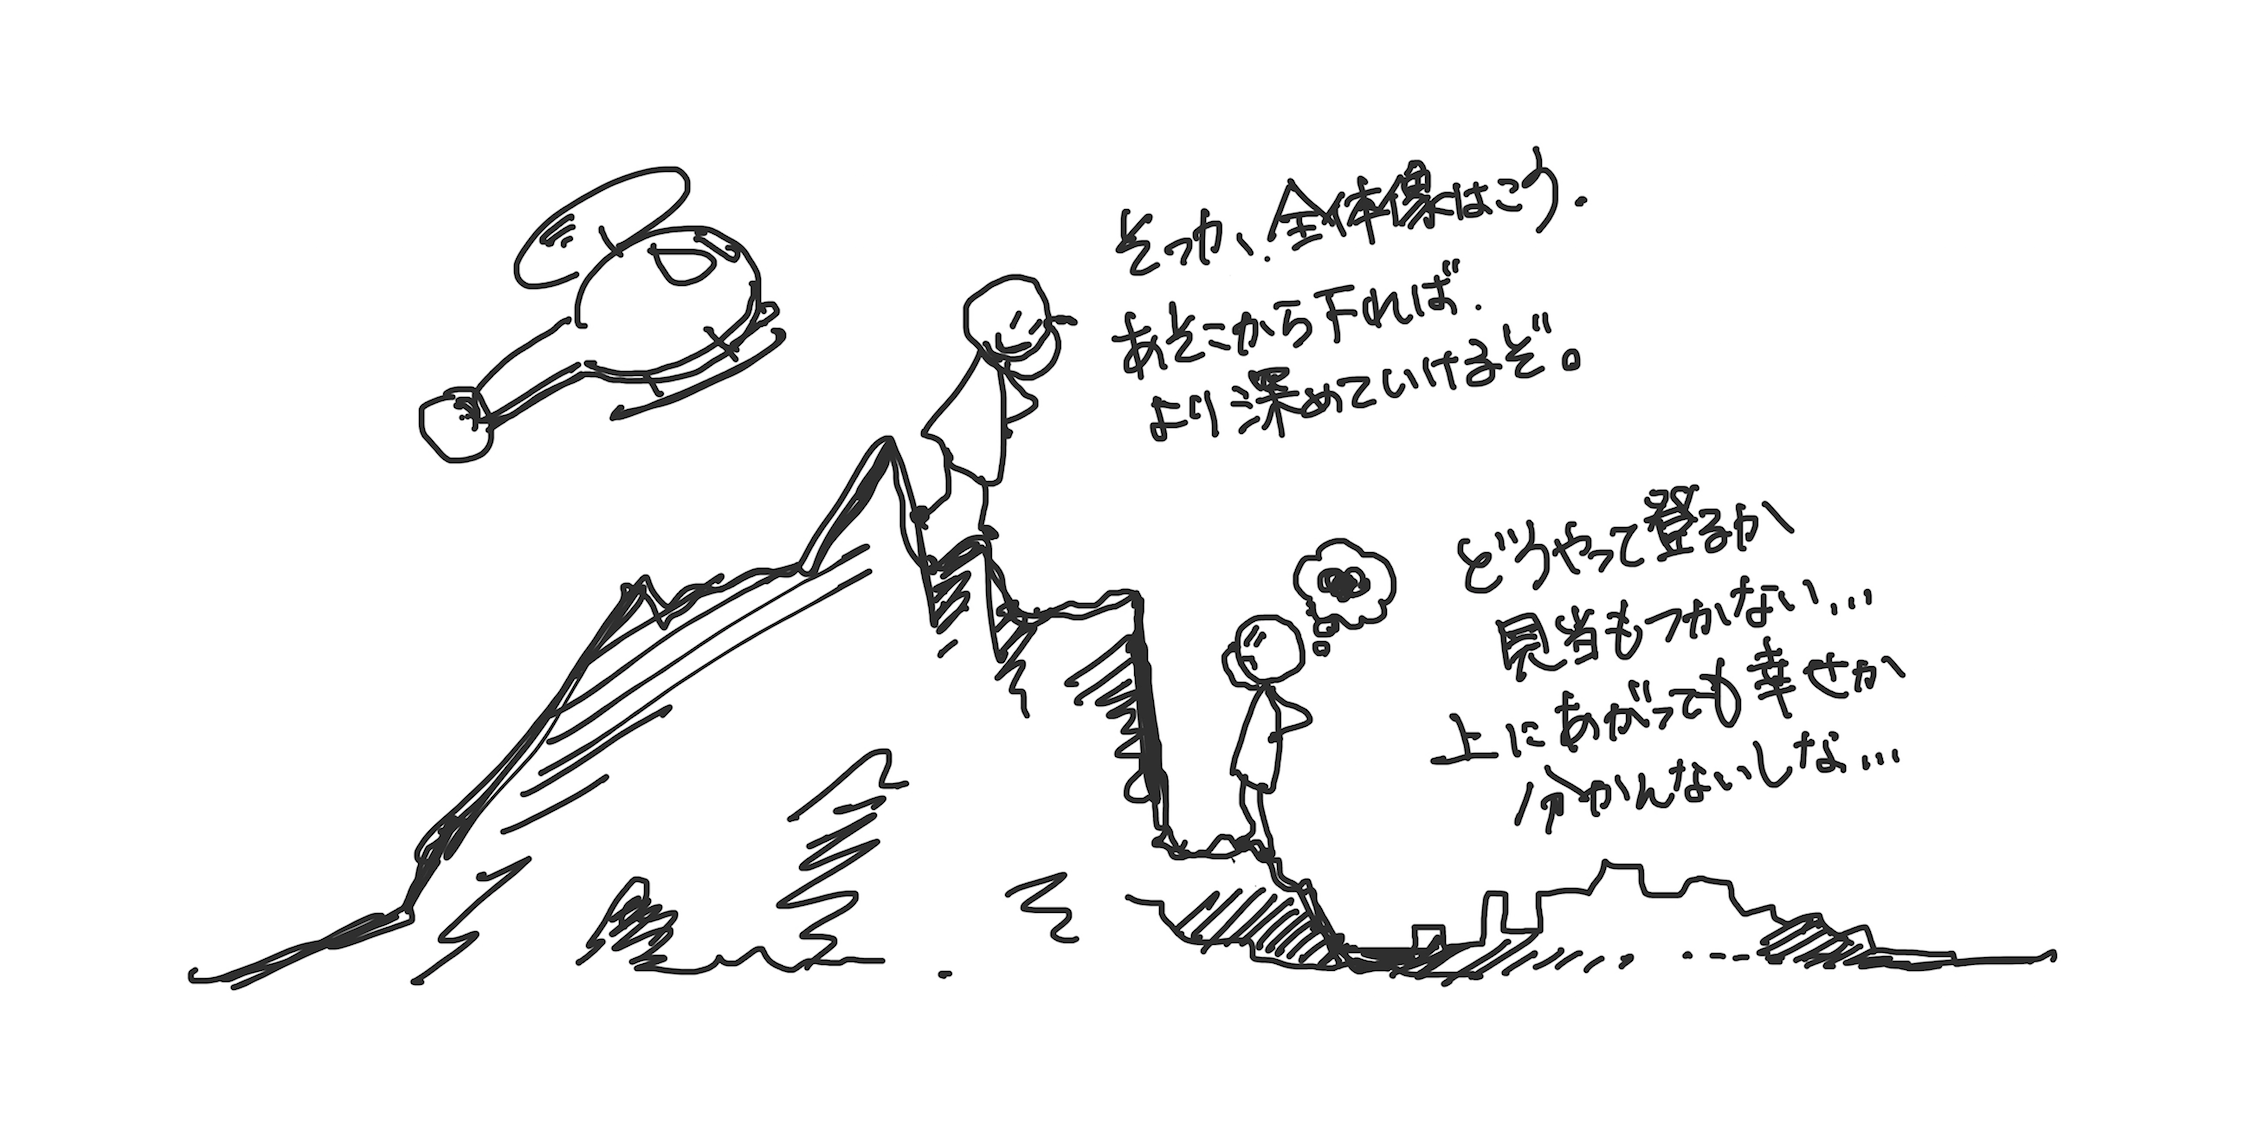 そっか、全体像はこう.
あそこから下れば.
より深めていけるぞ。
どうやって登るか
見当もつかない...
上にあがっても幸せか
分かんないしな...